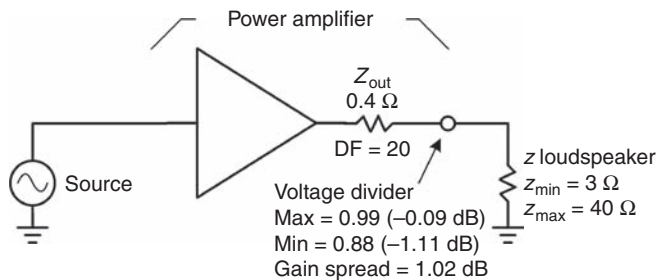 Power amplifier
Z_out
0.4 Ω
DF = 20
Source
Voltage divider
Max = 0.99 (–0.09 dB)
Min = 0.88 (–1.11 dB)
Gain spread = 1.02 dB
z loudspeaker
z_min = 3 Ω
z_max = 40 Ω